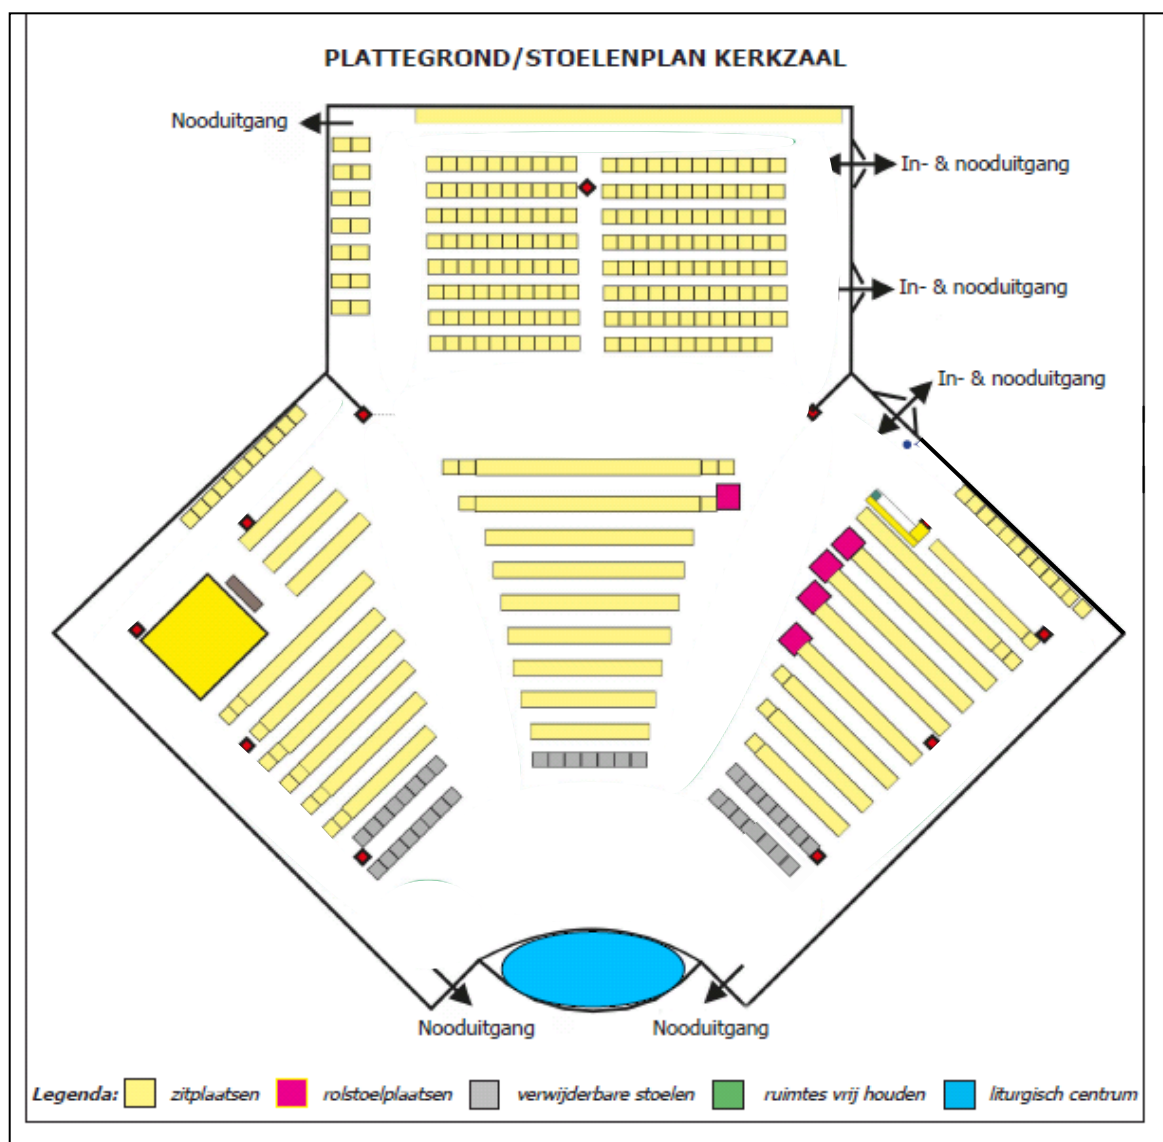 PLATTEGROND/STOELENPLAN KERKZAAL
Nooduitgang
In- & nooduitgang
In- & nooduitgang
In- & nooduitgang
Nooduitgang
Nooduitgang
Legenda: zitplaatsen rolstoelplaatsen verwijderbare stoelen ruimtes vrij houden liturgisch centrum